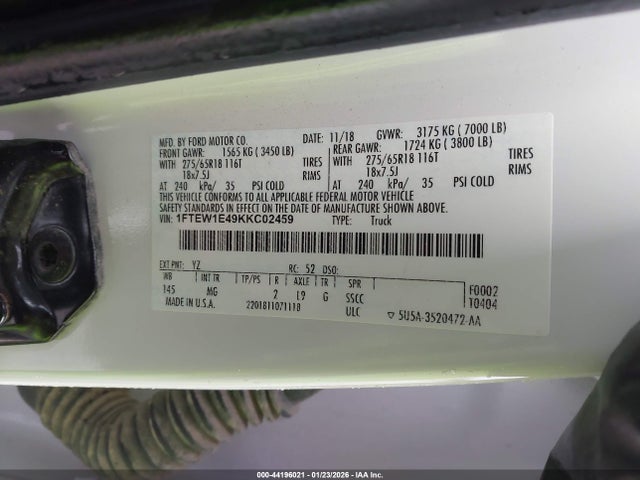 MFD. BY FORD MOTOR CO. DATE: 11/18 GVWR: 3175 KG ( 7000 LB)
FRONT GAWR: 1565 KG ( 3450 LB) REAR GAWR: 1724 KG ( 3800 LB)
WITH 275/65R18 116T TIRES WITH 275/65R18 116T TIRES
18x7.5J RIMS 18x7.5J RIMS
AT 240 kPa/ 35 PSI COLD AT 240 kPa/ 35 PSI COLD
THIS VEHICLE CONFORMS TO ALL APPLICABLE FEDERAL MOTOR VEHICLE
SAFETY STANDARDS IN EFFECT ON THE DATE OF MANUFACTURE SHOWN ABOVE.
VIN: 1FTEW1E49KKC02459 TYPE: Truck
EXT PNT: YZ RC: 52 DSO:
WB INT TR TP/PS R AXLE TR SPR F0002
145 MG 2 L9 G SSCC T0404
MADE IN U.S.A. 2201811071118 ULC ▽ 5U5A-3520472-AA
000-44196021 - 01/23/2026 - IAA Inc.